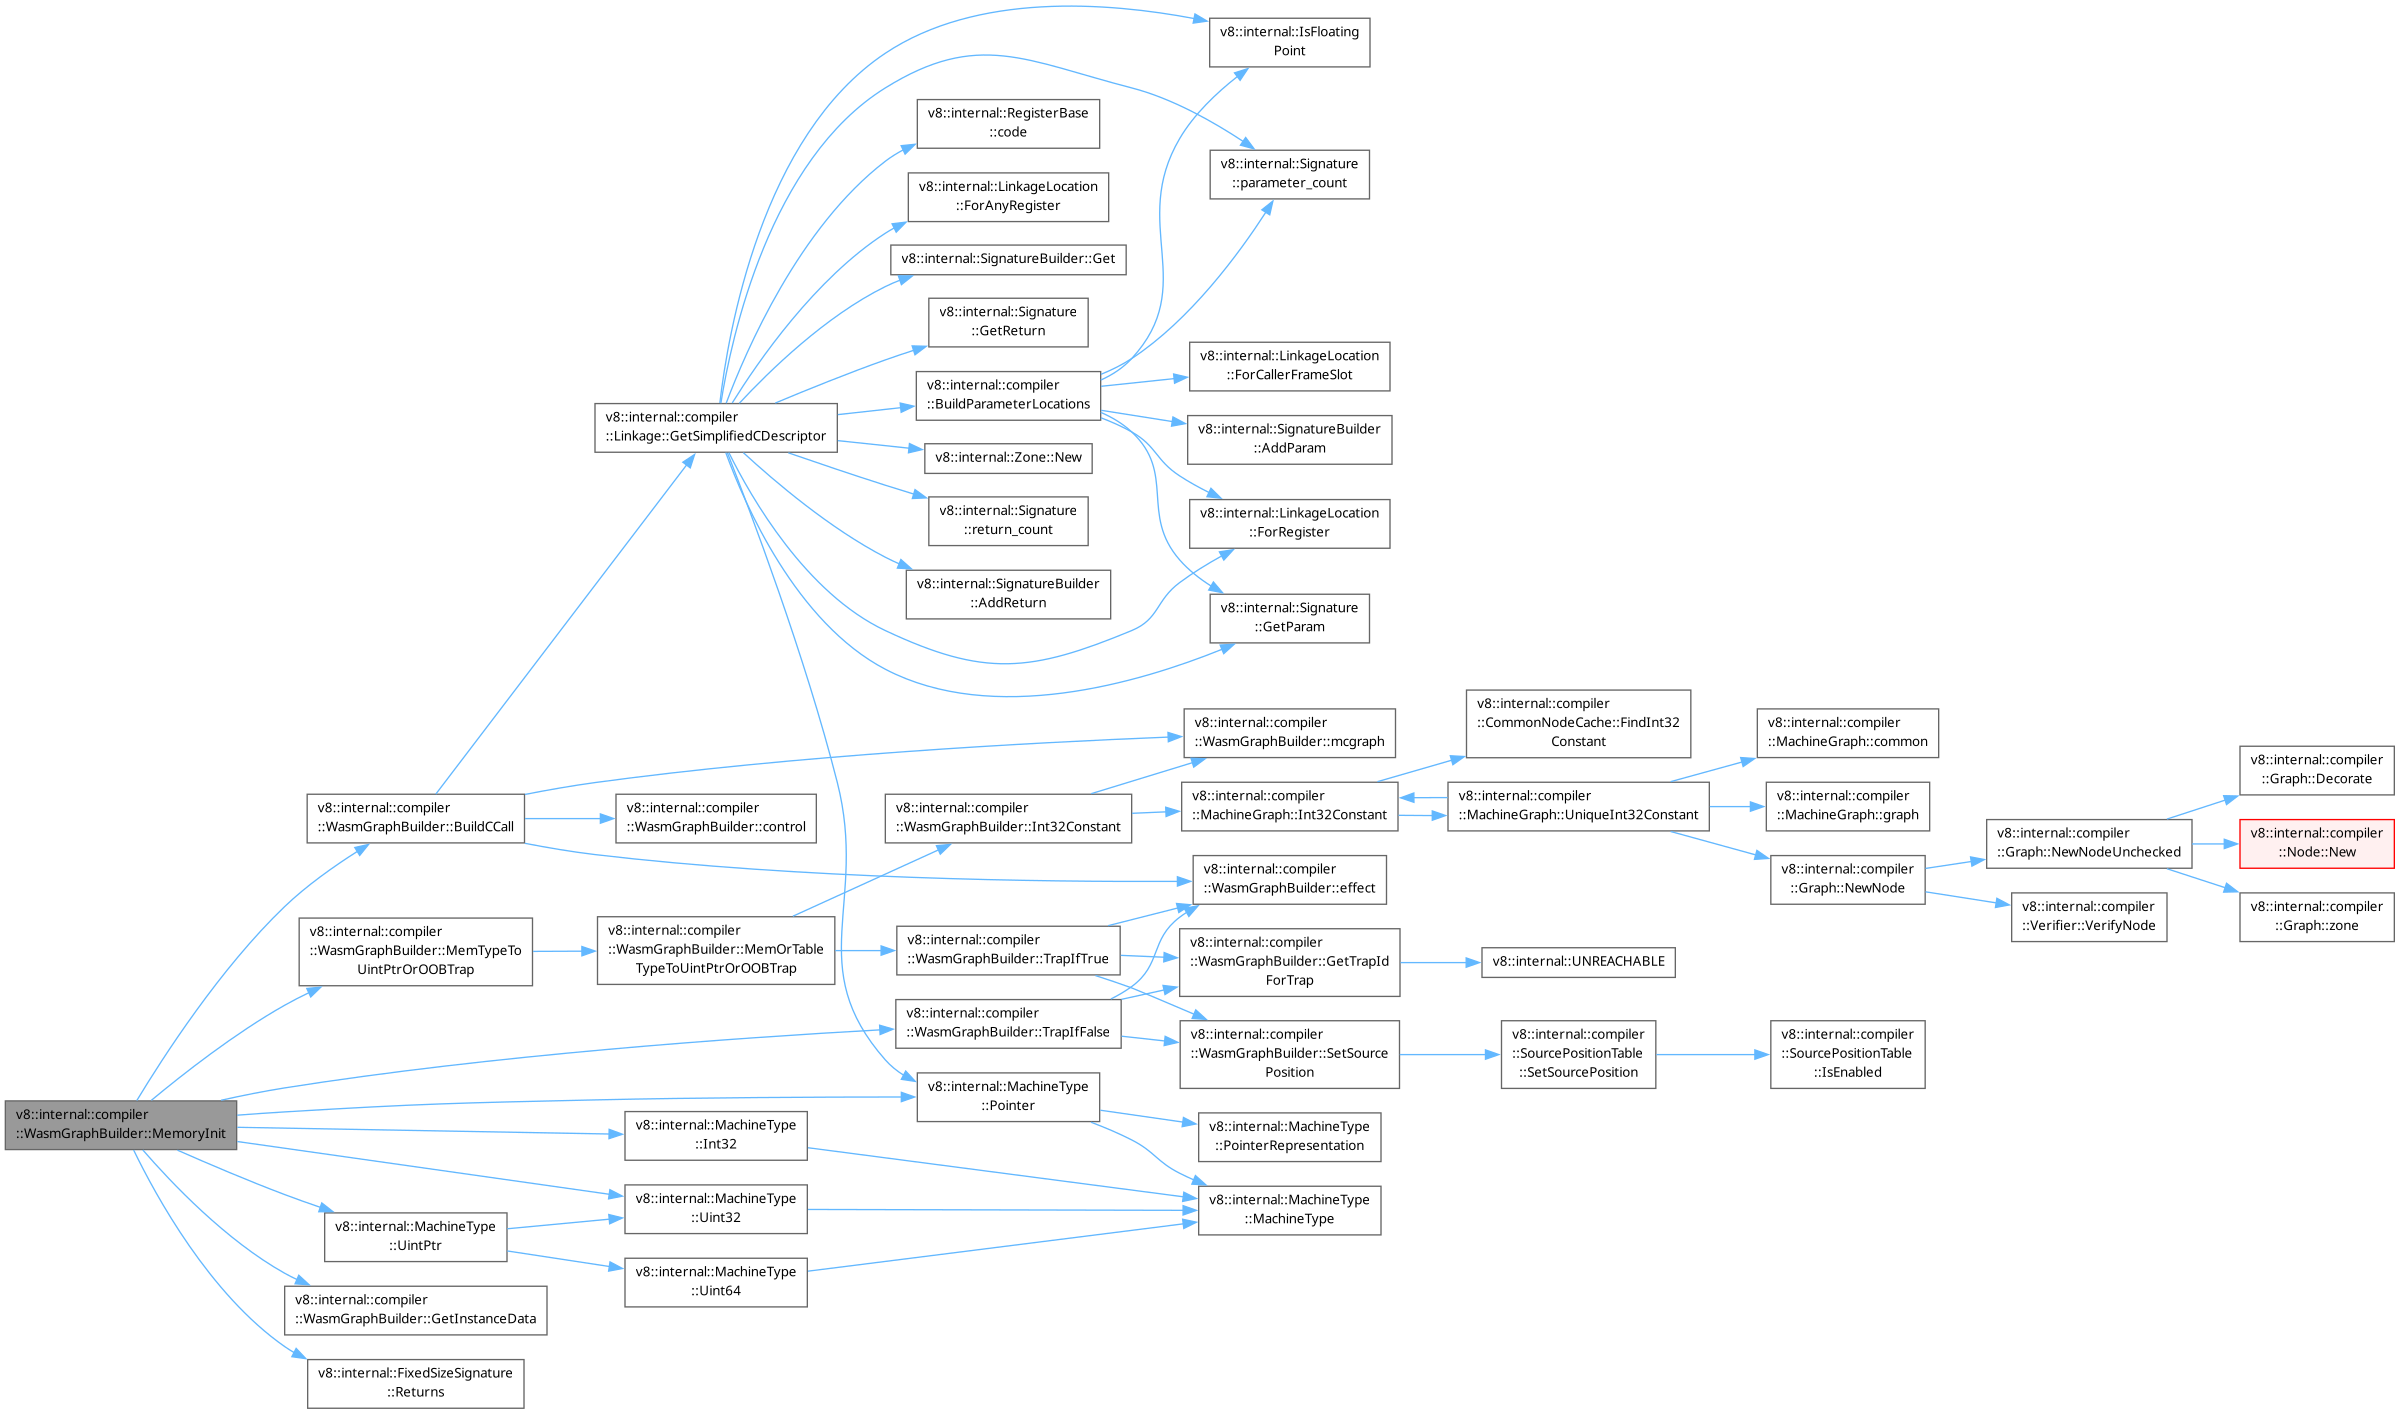 v8::internal::IsFloating
Point
v8::internal::RegisterBase
::code
v8::internal::Signature
::parameter_count
v8::internal::LinkageLocation
::ForAnyRegister
v8::internal::SignatureBuilder::Get
v8::internal::Signature
::GetReturn
v8::internal::LinkageLocation
::ForCallerFrameSlot
v8::internal::compiler
::BuildParameterLocations
v8::internal::compiler
::Linkage::GetSimplifiedCDescriptor
v8::internal::SignatureBuilder
::AddParam
v8::internal::Zone::New
v8::internal::Signature
::return_count
v8::internal::LinkageLocation
::ForRegister
v8::internal::SignatureBuilder
::AddReturn
v8::internal::Signature
::GetParam
v8::internal::compiler
::CommonNodeCache::FindInt32
Constant
v8::internal::compiler
::WasmGraphBuilder::mcgraph
v8::internal::compiler
::MachineGraph::common
v8::internal::compiler
::Graph::Decorate
v8::internal::compiler
::WasmGraphBuilder::BuildCCall
v8::internal::compiler
::WasmGraphBuilder::control
v8::internal::compiler
::WasmGraphBuilder::Int32Constant
v8::internal::compiler
::MachineGraph::Int32Constant
v8::internal::compiler
::MachineGraph::UniqueInt32Constant
v8::internal::compiler
::MachineGraph::graph
v8::internal::compiler
::Graph::NewNodeUnchecked
v8::internal::compiler
::Node::New
v8::internal::compiler
::WasmGraphBuilder::effect
v8::internal::compiler
::Graph::NewNode
v8::internal::compiler
::Verifier::VerifyNode
v8::internal::compiler
::Graph::zone
v8::internal::compiler
::WasmGraphBuilder::MemTypeTo
UintPtrOrOOBTrap
v8::internal::compiler
::WasmGraphBuilder::MemOrTable
TypeToUintPtrOrOOBTrap
v8::internal::compiler
::WasmGraphBuilder::TrapIfTrue
v8::internal::compiler
::WasmGraphBuilder::GetTrapId
ForTrap
v8::internal::UNREACHABLE
v8::internal::compiler
::WasmGraphBuilder::TrapIfFalse
v8::internal::compiler
::WasmGraphBuilder::SetSource
Position
v8::internal::compiler
::SourcePositionTable
::SetSourcePosition
v8::internal::compiler
::SourcePositionTable
::IsEnabled
v8::internal::MachineType
::Pointer
v8::internal::compiler
::WasmGraphBuilder::MemoryInit
v8::internal::MachineType
::Int32
v8::internal::MachineType
::PointerRepresentation
v8::internal::MachineType
::Uint32
v8::internal::MachineType
::MachineType
v8::internal::MachineType
::UintPtr
v8::internal::MachineType
::Uint64
v8::internal::compiler
::WasmGraphBuilder::GetInstanceData
v8::internal::FixedSizeSignature
::Returns